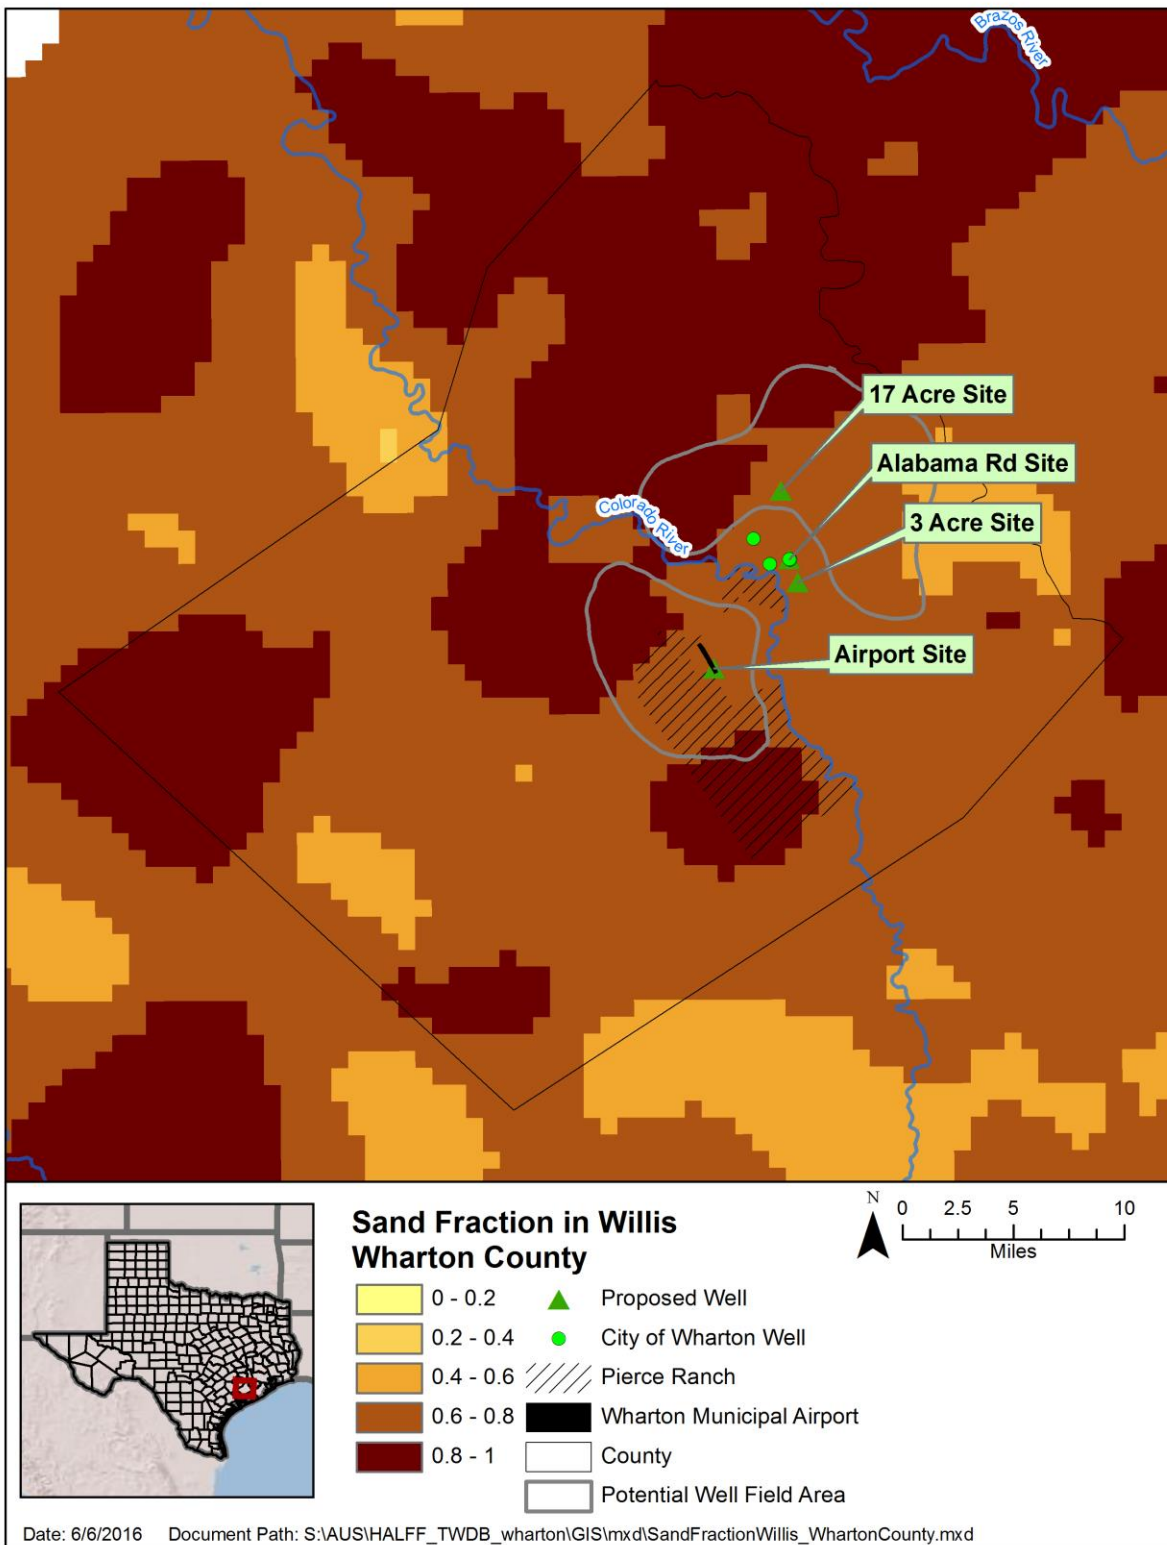 Brazos River
17 Acre Site
Alabama Rd Site
Colorado River
3 Acre Site
Airport Site
Sand Fraction in Willis
Wharton County
0 - 0.2
0.2 - 0.4
0.4 - 0.6
0.6 - 0.8
0.8 - 1
Proposed Well
City of Wharton Well
Pierce Ranch
Wharton Municipal Airport
County
Potential Well Field Area
N
0 2.5 5 10
Miles
Date: 6/6/2016 Document Path: S:\AUS\HALFF_TWDB_wharton\GIS\mxd\SandFractionWillis_WhartonCounty.mxd